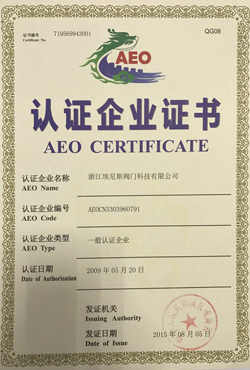 证书编号 719569943001
Certificate No.
QG08
AEO
认证企业证书
AEO CERTIFICATE
认证企业名称 浙江埃尼斯阀门科技有限公司
AEO Name
认证企业编号 AEOCN3303960791
AEO Code
认证企业类型 一般认证企业
AEO Type
认证日期 2009 年 05 月 20 日
Date of Authorization
发证机关
Issuing Authority
发证日期 2015 年 08 月 05 日
Date of Issue